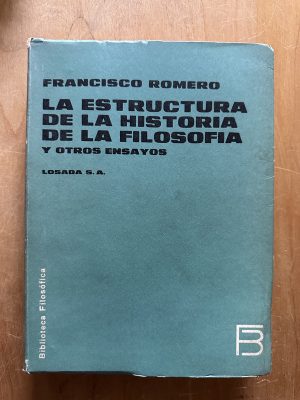 FRANCISCO ROMERO
LA ESTRUCTURA
DE LA HISTORIA
DE LA FILOSOFIA
Y OTROS ENSAYOS
LOSADA S. A.
Biblioteca Filosófica